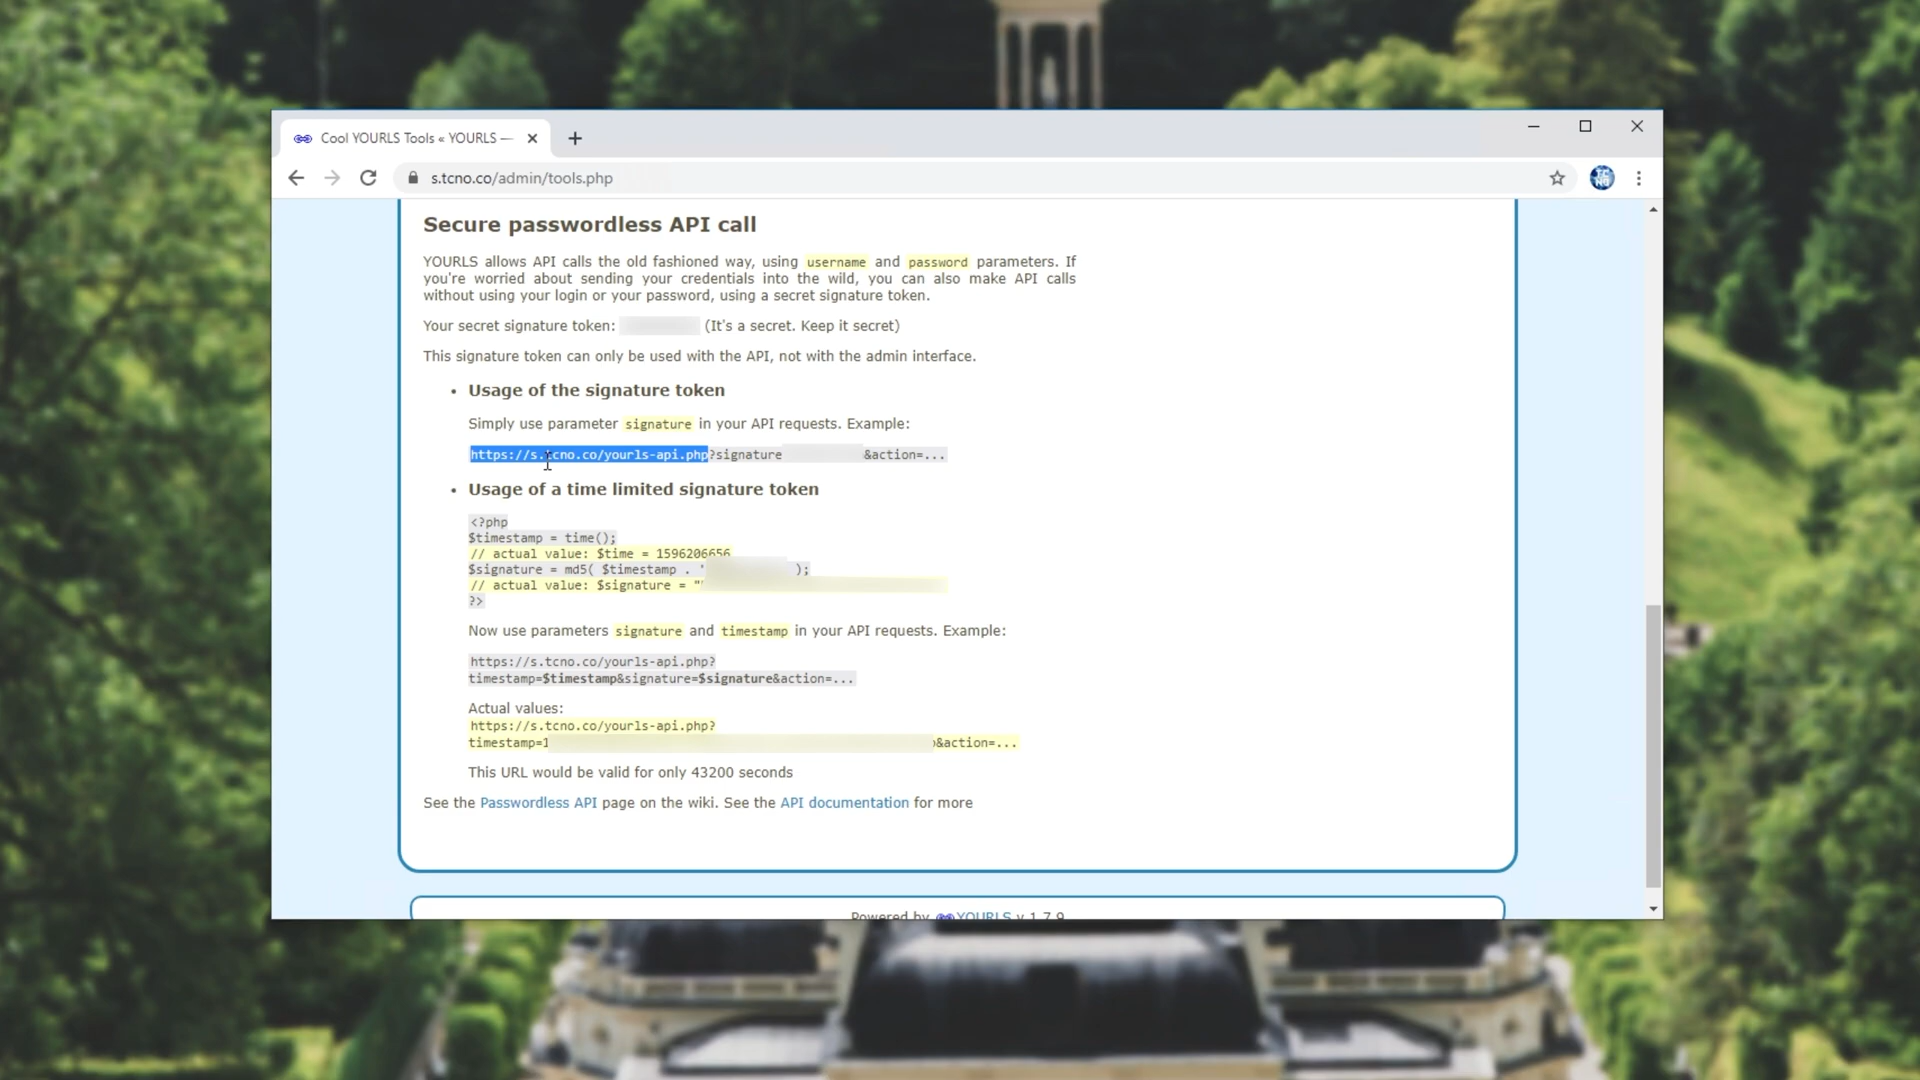 Cool YOURLS Tools « YOURLS —
s.tcno.co/admin/tools.php
Secure passwordless API call
YOURLS allows API calls the old fashioned way, using username and password parameters. If
you're worried about sending your credentials into the wild, you can also make API calls
without using your login or your password, using a secret signature token.
Your secret signature token: (It's a secret. Keep it secret)
This signature token can only be used with the API, not with the admin interface.
• Usage of the signature token
Simply use parameter signature in your API requests. Example:
https://s.tcno.co/yourls-api.php?signature &action=...
• Usage of a time limited signature token
<?php
$timestamp = time();
// actual value: $time = 1596206656
$signature = md5( $timestamp . ' );
// actual value: $signature = "
?>
Now use parameters signature and timestamp in your API requests. Example:
https://s.tcno.co/yourls-api.php?
timestamp=$timestamp&signature=$signature&action=...
Actual values:
https://s.tcno.co/yourls-api.php?
timestamp=1 &action=...
This URL would be valid for only 43200 seconds
See the Passwordless API page on the wiki. See the API documentation for more
Powered by YOURLS v 1.7.9